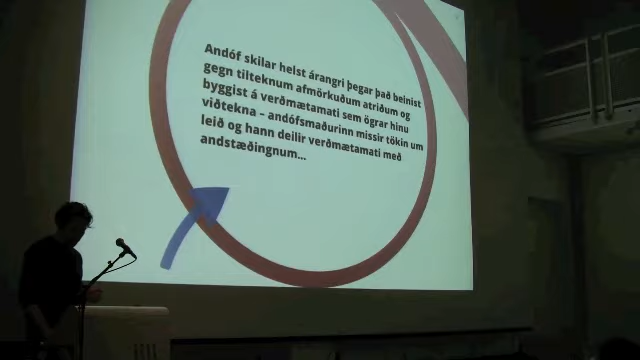 Andóf skilar helst árangri þegar það beinist
gegn tilteknum afmörkuðum atriðum og
byggist á verðmætamati sem ögrar hinu
viðtekna – andófsmaðurinn missir tökin um
leið og hann deilir verðmætamati með
andstæðingnum...